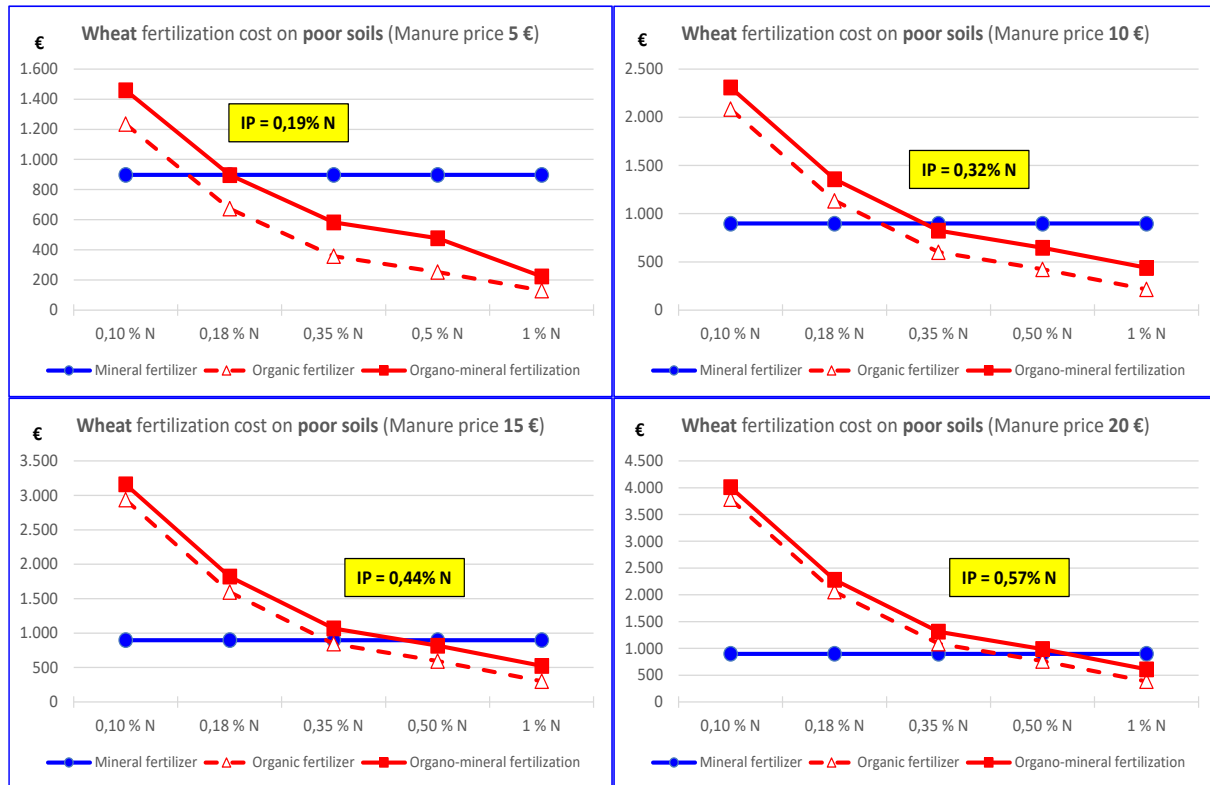 Wheat fertilization cost on poor soils (Manure price 5 €)
€
1.600
1.400
1.200
1.000
800
600
400
200
0
IP = 0,19% N
0,10 % N 0,18 % N 0,35 % N 0,5 % N 1 % N
Mineral fertilizer Organic fertilizer Organo-mineral fertilization
Wheat fertilization cost on poor soils (Manure price 10 €)
€
2.500
2.000
1.500
1.000
500
0
IP = 0,32% N
0,10 % N 0,18 % N 0,35 % N 0,50 % N 1 % N
Mineral fertilizer Organic fertilizer Organo-mineral fertilization
Wheat fertilization cost on poor soils (Manure price 15 €)
€
3.500
3.000
2.500
2.000
1.500
1.000
500
0
IP = 0,44% N
0,10 % N 0,18 % N 0,35 % N 0,50 % N 1 % N
Mineral fertilizer Organic fertilizer Organo-mineral fertilization
Wheat fertilization cost on poor soils (Manure price 20 €)
€
4.500
4.000
3.500
3.000
2.500
2.000
1.500
1.000
500
0
IP = 0,57% N
0,10 % N 0,18 % N 0,35 % N 0,50 % N 1 % N
Mineral fertilizer Organic fertilizer Organo-mineral fertilization